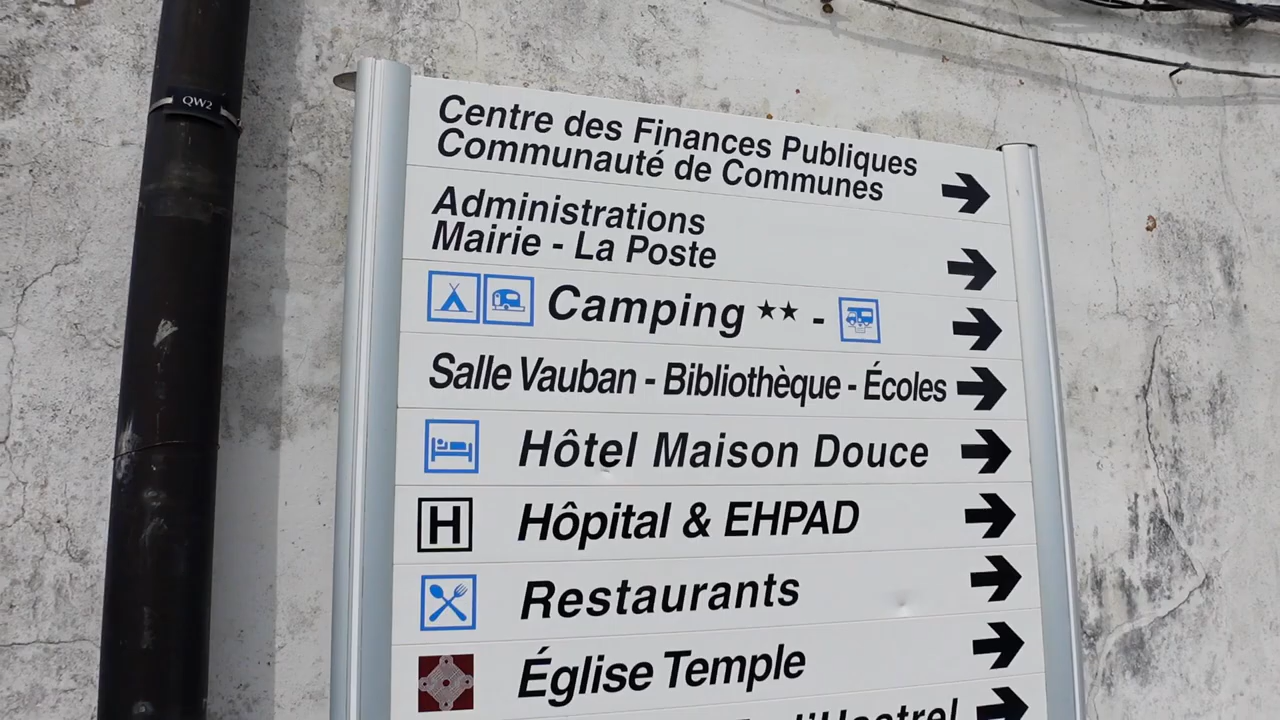 QW2
Centre des Finances Publiques
Communauté de Communes
Administrations
Mairie - La Poste
Camping ★★ -
Salle Vauban - Bibliothèque - Écoles
Hôtel Maison Douce
H Hôpital & EHPAD
Restaurants
Église Temple